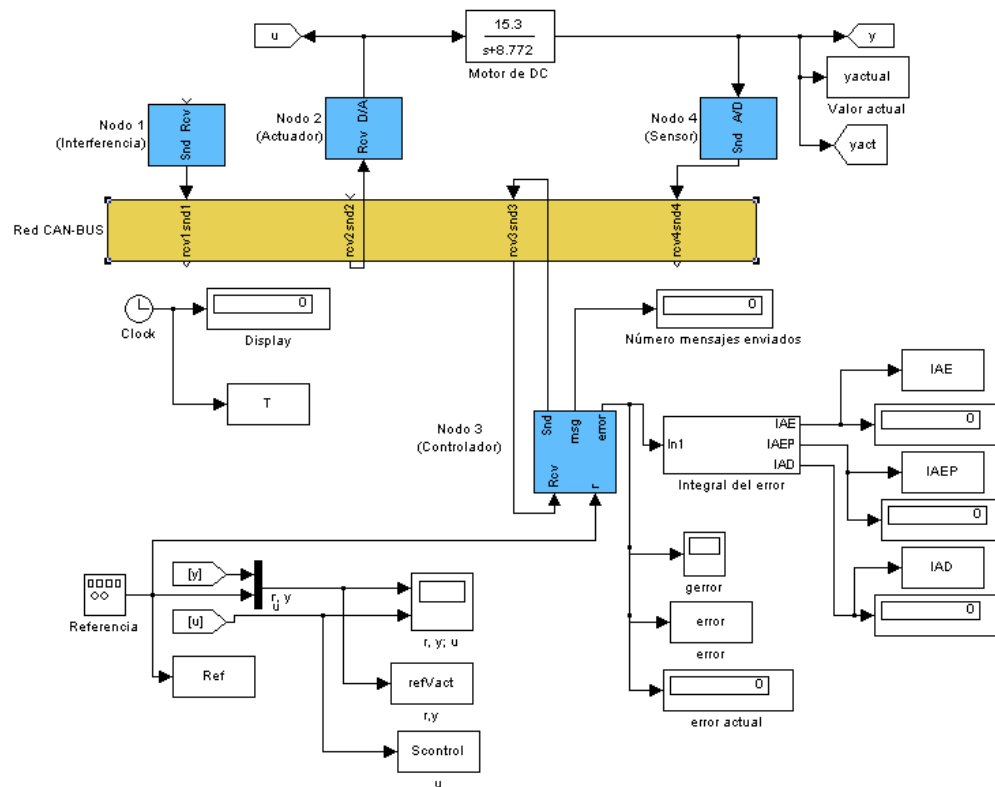 u
15.3
s+8.772
Motor de DC
y
yactual
Valor actual
yact
Nodo 1
(Interferencia)
Snd Rcv
Nodo 2
(Actuador)
Rcv D/A
Nodo 4
(Sensor)
Snd A/D
Red CAN-BUS
rcv1snd1
rcv2snd2
rcv3snd3
rcv4snd4
Clock
0
Display
T
0
Número mensajes enviados
Nodo 3
(Controlador)
Snd
msg
error
Rcv
r
In1
IAE
IAEP
IAD
Integral del error
IAE
0
IAEP
0
IAD
0
gerror
error
error
0
error actual
Referencia
[y]
[u]
r, y
u
r, y; u
Ref
refVact
r,y
Scontrol
u